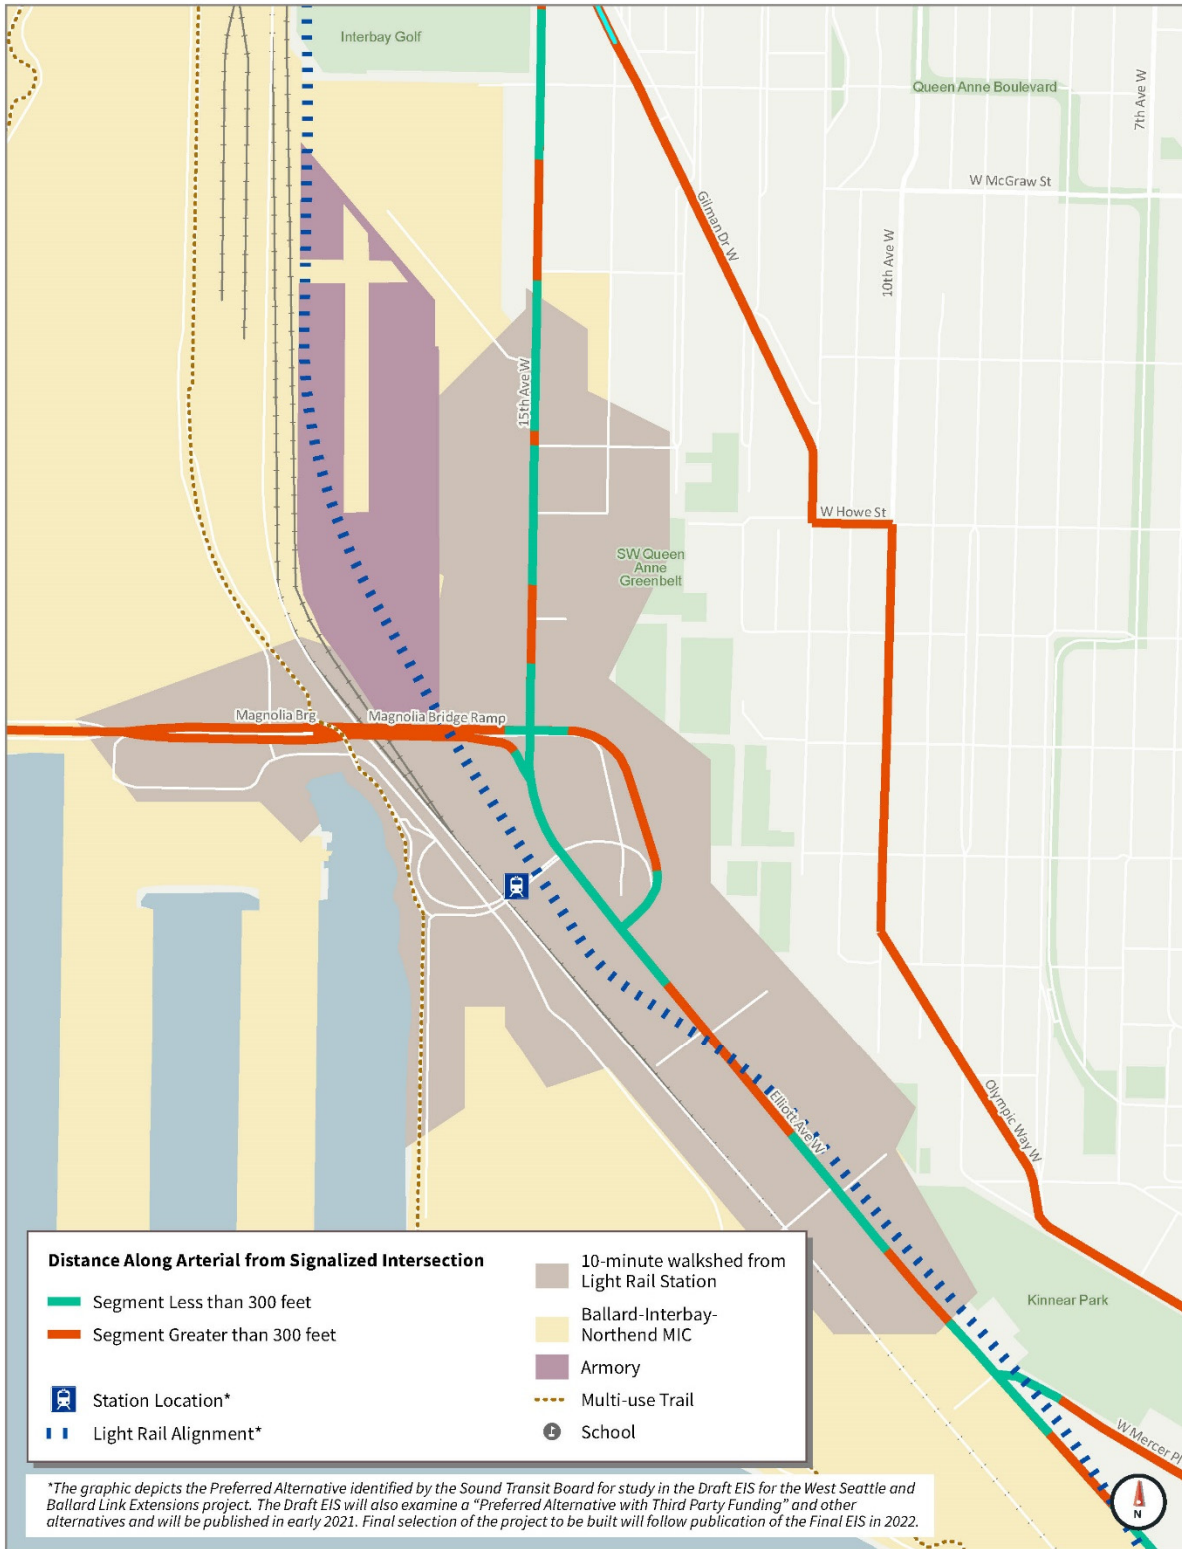 Interbay Golf
Queen Anne Boulevard
7th Ave W
W McGraw St
Gilman Dr W
10th Ave W
15th Ave W
W Howe St
SW Queen
Anne
Greenbelt
Magnolia Brg
Magnolia Bridge Ramp
Elliott Ave W
Olympic Way W
Kinnear Park
W Mercer Pl
Distance Along Arterial from Signalized Intersection
Segment Less than 300 feet
Segment Greater than 300 feet
Station Location*
Light Rail Alignment*
10-minute walkshed from
Light Rail Station
Ballard-Interbay-
Northend MIC
Armory
Multi-use Trail
School
N
*The graphic depicts the Preferred Alternative identified by the Sound Transit Board for study in the Draft EIS for the West Seattle and
Ballard Link Extensions project. The Draft EIS will also examine a “Preferred Alternative with Third Party Funding” and other
alternatives and will be published in early 2021. Final selection of the project to be built will follow publication of the Final EIS in 2022.